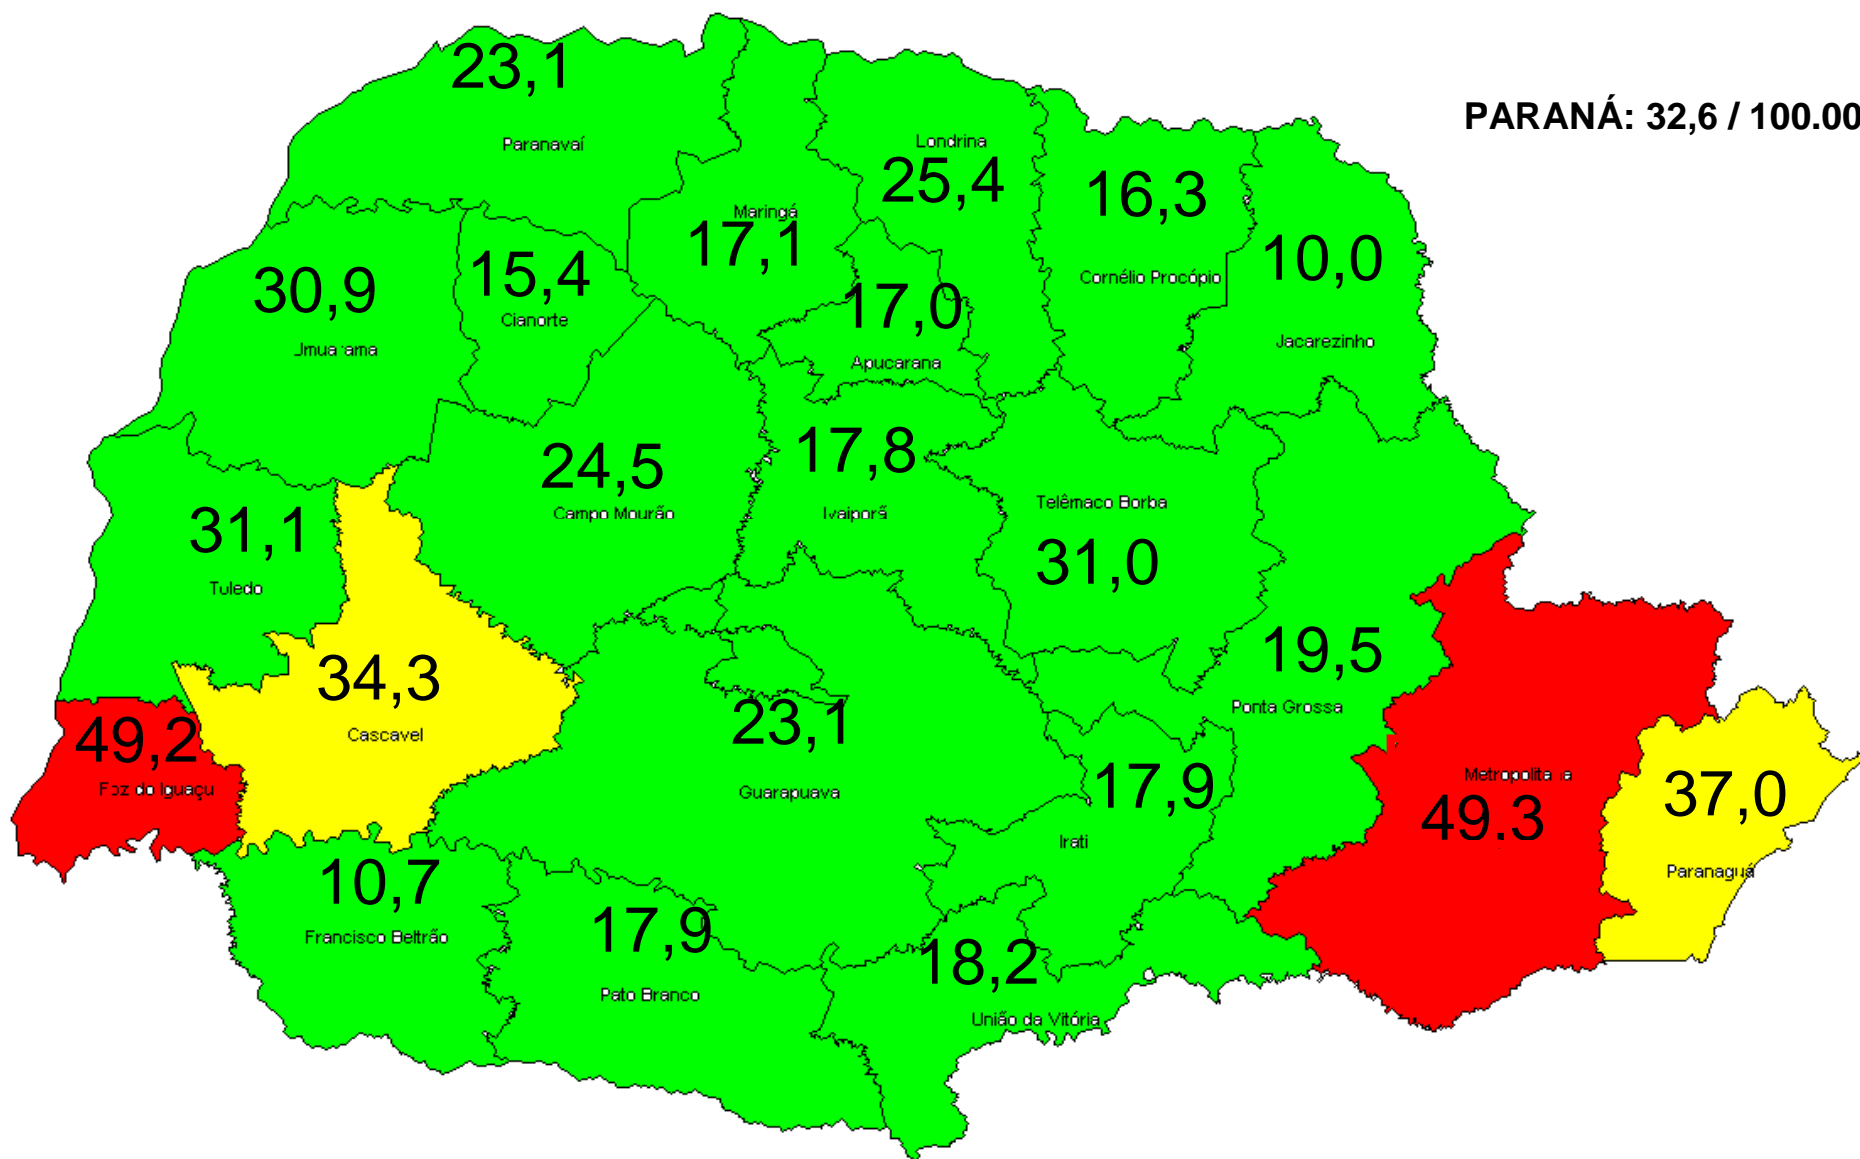 23,1
Paranavaí
PARANÁ: 32,6 / 100.00
Londrina
25,4
16,3
Cornélio Procópio
Maringá
17,1
10,0
Jacarezinho
30,9
15,4
Cianorte
17,0
Apucarana
24,5
Campo Mourão
17,8
Ivaiporã
Telêmaco Borba
31,0
31,1
34,3
Cascavel
19,5
Ponta Grossa
49,2
Foz do Iguaçu
23,1
Guarapuava
17,9
Irati
49.3
37,0
Paranaguá
10,7
Francisco Beltrão
17,9
Pato Branco
18,2
União da Vitória